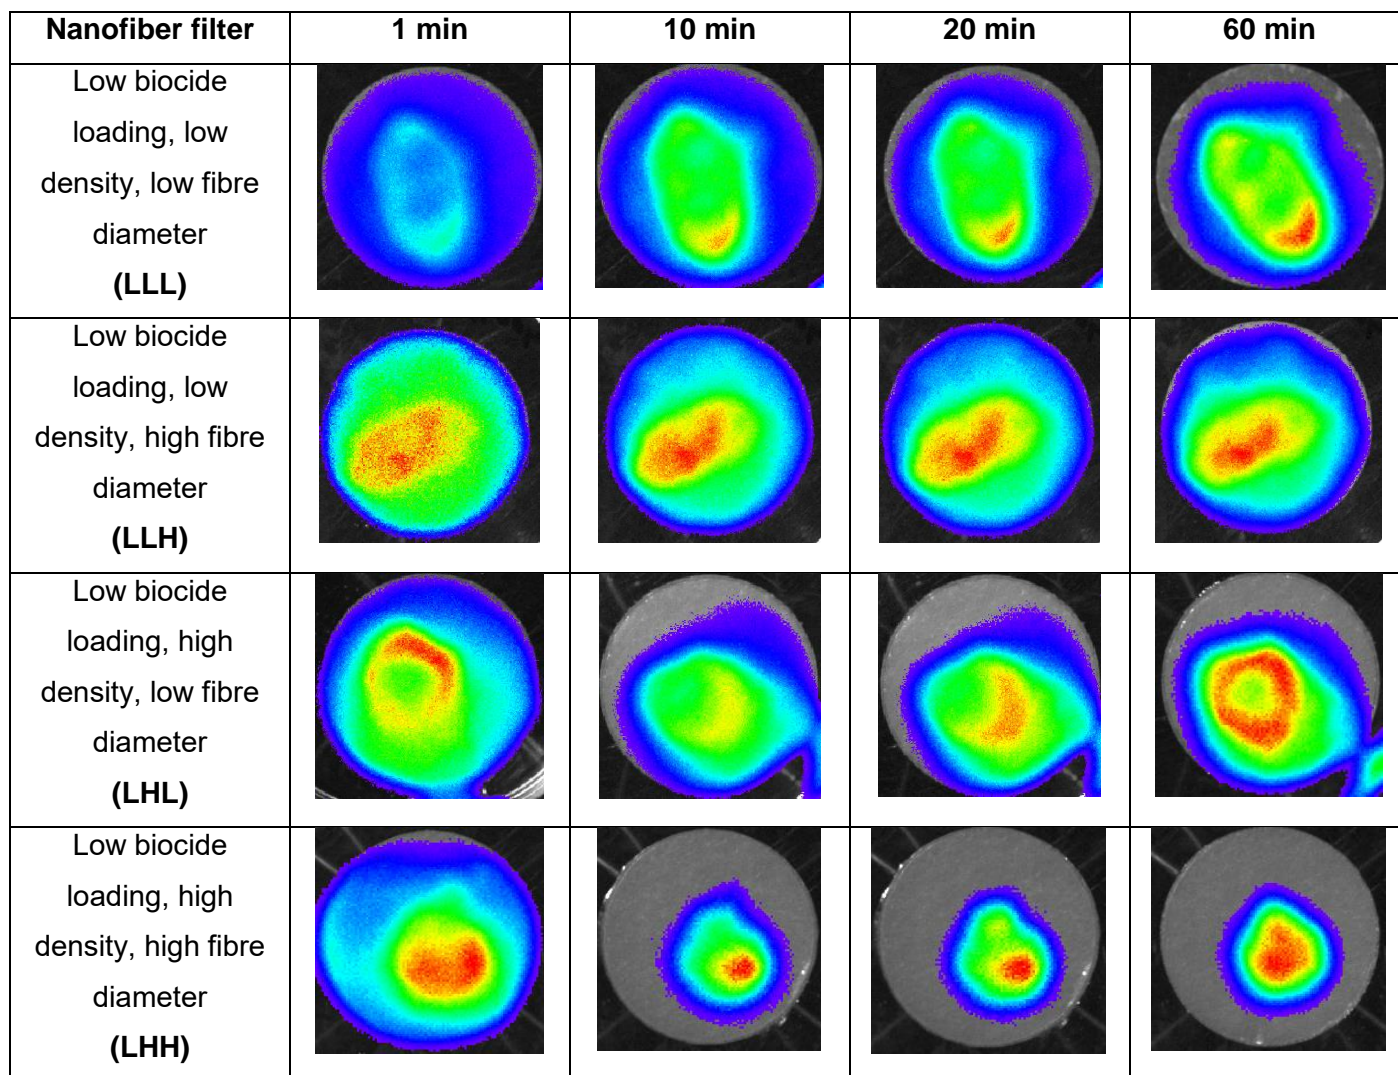 Nanofiber filter 1 min 10 min 20 min 60 min
Low biocide
loading, low
density, low fibre
diameter
(LLL)
Low biocide
loading, low
density, high fibre
diameter
(LLH)
Low biocide
loading, high
density, low fibre
diameter
(LHL)
Low biocide
loading, high
density, high fibre
diameter
(LHH)